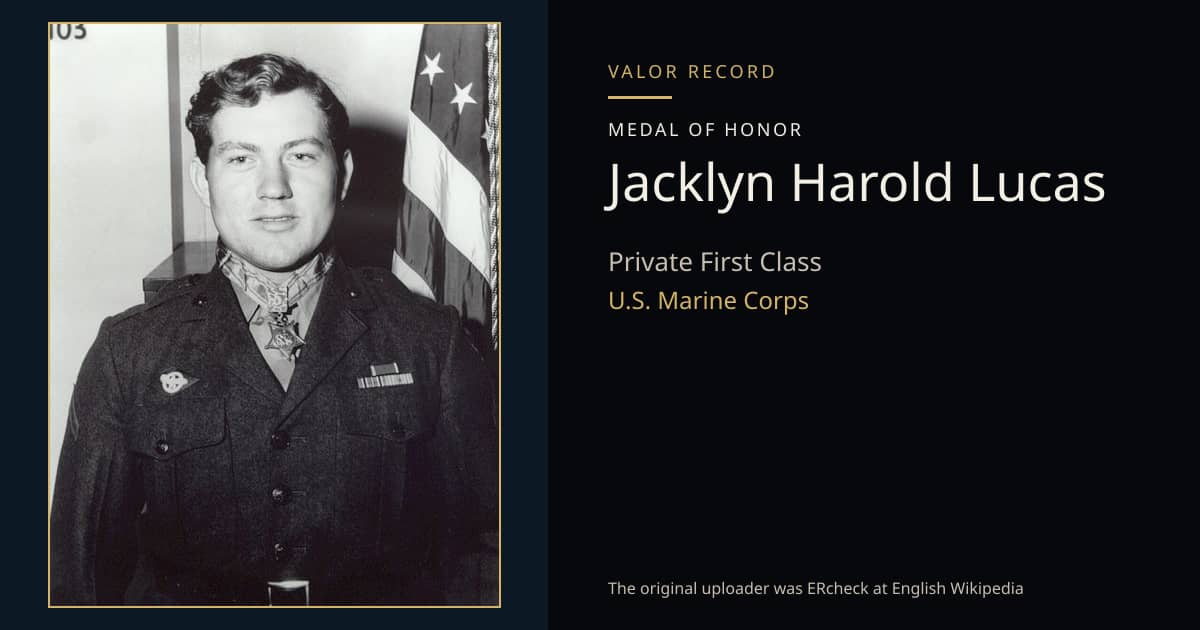 103
VALOR RECORD
MEDAL OF HONOR
Jacklyn Harold Lucas
Private First Class
U.S. Marine Corps
The original uploader was ERcheck at English Wikipedia